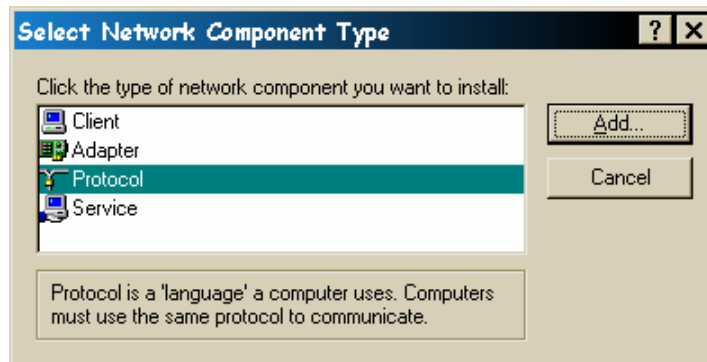 Select Network Component Type
? X
Click the type of network component you want to install:
Client
Adapter
Protocol
Service
Add...
Cancel
Protocol is a 'language' a computer uses. Computers
must use the same protocol to communicate.